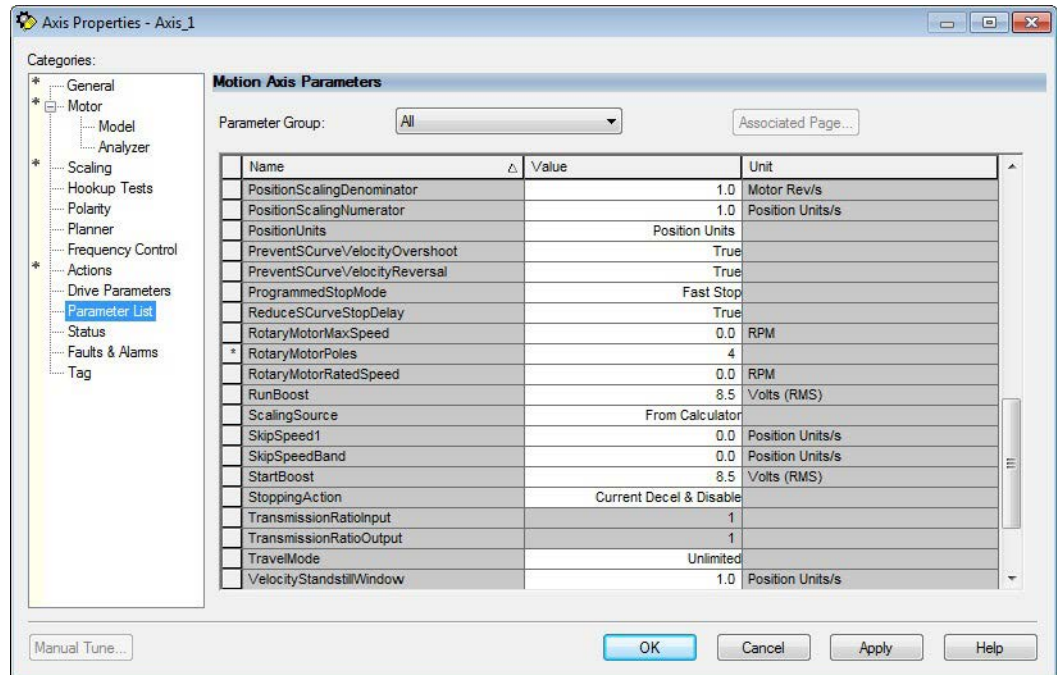 Axis Properties - Axis_1
Categories:
* General
* Motor
Model
Analyzer
* Scaling
Hookup Tests
Polarity
Planner
Frequency Control
* Actions
Drive Parameters
Parameter List
Status
Faults & Alarms
Tag
Motion Axis Parameters
Parameter Group: All Associated Page...
Name Value Unit
PositionScalingDenominator 1.0 Motor Rev/s
PositionScalingNumerator 1.0 Position Units/s
PositionUnits Position Units
PreventSCurveVelocityOvershoot True
PreventSCurveVelocityReversal True
ProgrammedStopMode Fast Stop
ReduceSCurveStopDelay True
RotaryMotorMaxSpeed 0.0 RPM
* RotaryMotorPoles 4
RotaryMotorRatedSpeed 0.0 RPM
RunBoost 8.5 Volts (RMS)
ScalingSource From Calculator
SkipSpeed1 0.0 Position Units/s
SkipSpeedBand 0.0 Position Units/s
StartBoost 8.5 Volts (RMS)
StoppingAction Current Decel & Disable
TransmissionRatioInput 1
TransmissionRatioOutput 1
TravelMode Unlimited
VelocityStandstillWindow 1.0 Position Units/s
Manual Tune... OK Cancel Apply Help